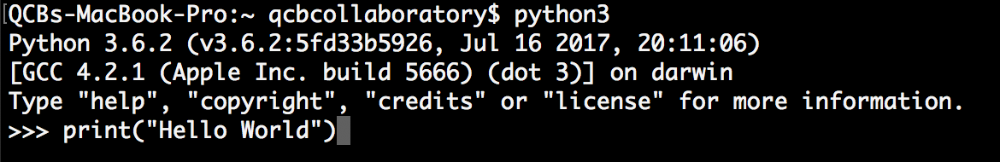 [QCBs-MacBook-Pro:~ qcbcollaboratory$ python3
Python 3.6.2 (v3.6.2:5fd33b5926, Jul 16 2017, 20:11:06)
[GCC 4.2.1 (Apple Inc. build 5666) (dot 3)] on darwin
Type "help", "copyright", "credits" or "license" for more information.
>>> print("Hello World")